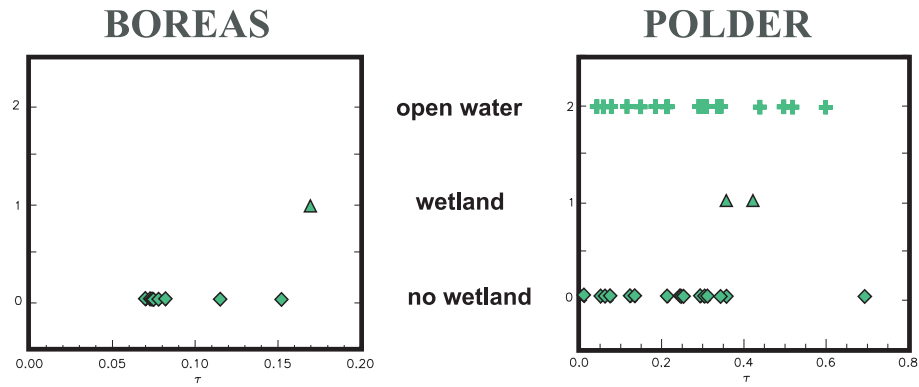 BOREAS
POLDER
2
1
0
0.00 0.05 0.10 0.15 0.20
τ
open water
wetland
no wetland
2
1
0
0.0 0.2 0.4 0.6 0.8
τ